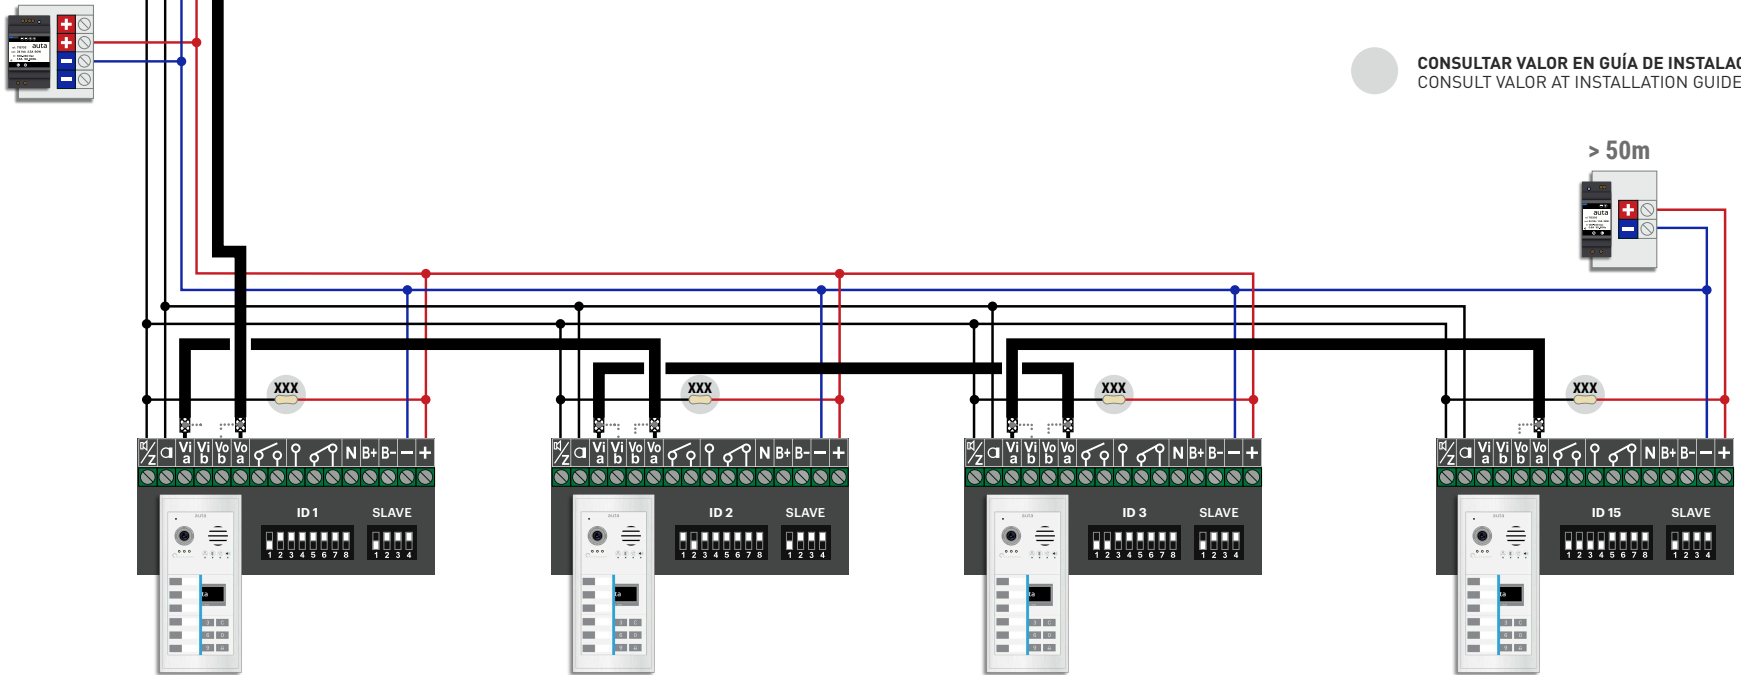 auta
CONSULTAR VALOR EN GUÍA DE INSTALAC
CONSULT VALOR AT INSTALLATION GUIDE
> 50m
auta
XXX XXX XXX XXX
Z Vi a Vi b Vo b Vo a N B+ B- − +
Z Vi a Vi b Vo b Vo a N B+ B- − +
Z Vi a Vi b Vo b Vo a N B+ B- − +
Z Vi a Vi b Vo b Vo a N B+ B- − +
ID 1 SLAVE
1 2 3 4 5 6 7 8 1 2 3 4
ID 2 SLAVE
1 2 3 4 5 6 7 8 1 2 3 4
ID 3 SLAVE
1 2 3 4 5 6 7 8 1 2 3 4
ID 15 SLAVE
1 2 3 4 5 6 7 8 1 2 3 4